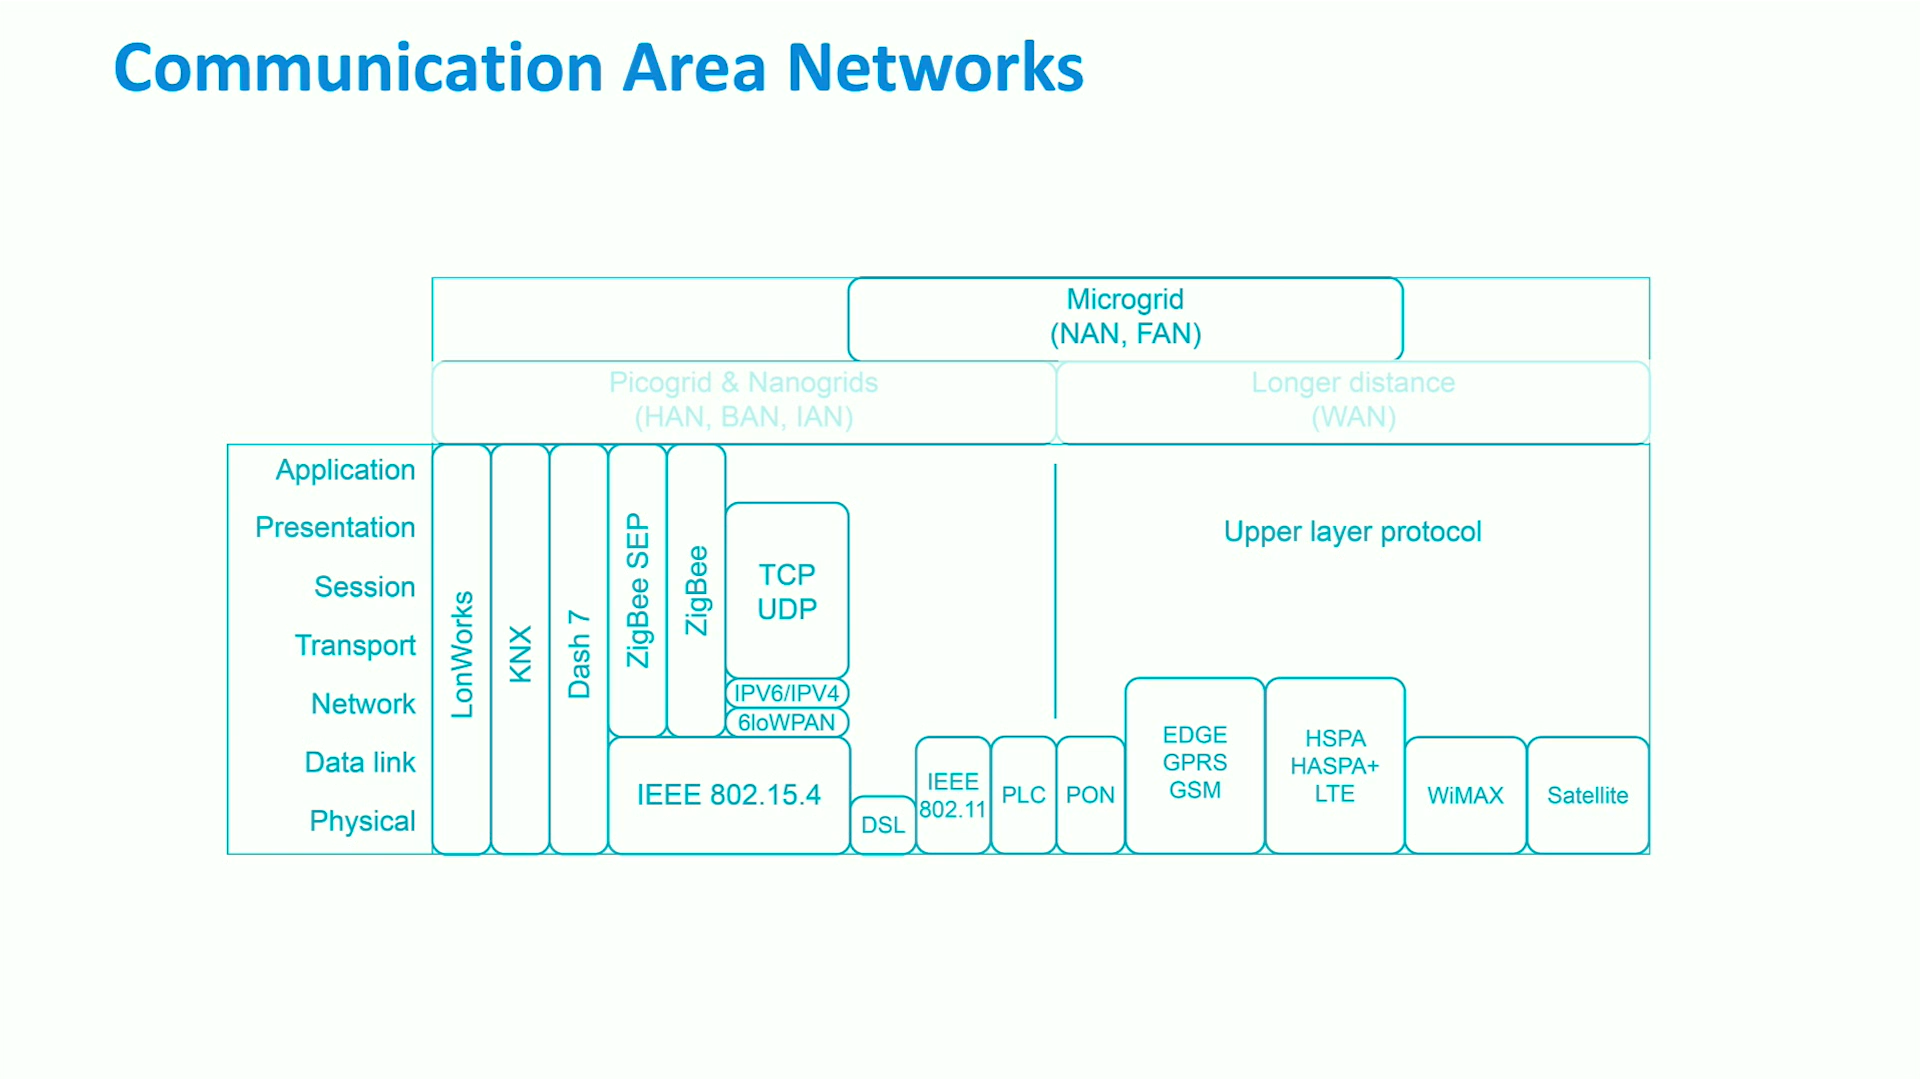 Communication Area Networks
Microgrid
(NAN, FAN)
Picogrid & Nanogrids
(HAN, BAN, IAN)
Longer distance
(WAN)
Application
Presentation
Session
Transport
Network
Data link
Physical
LonWorks
KNX
Dash 7
ZigBee SEP
ZigBee
TCP
UDP
IPV6/IPV4
6loWPAN
IEEE 802.15.4
DSL
IEEE
802.11
PLC
Upper layer protocol
PON
EDGE
GPRS
GSM
HSPA
HASPA+
LTE
WiMAX
Satellite